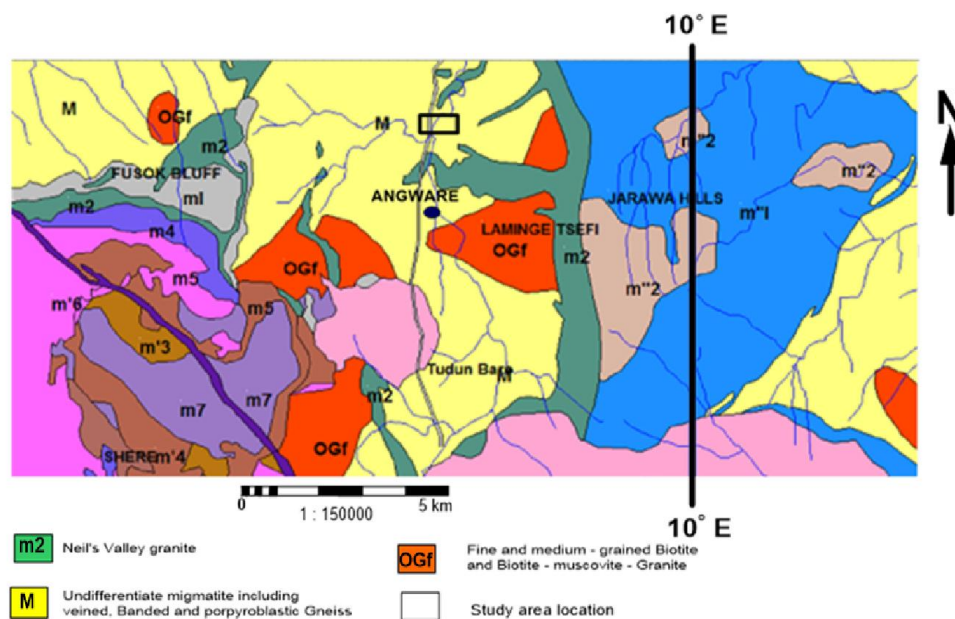 10° E
N
M
OGf
m2
M
m"2
m"2
FUSOK BLUFF
ml
ANGWARE
JARAWA HILLS
m"l
m2
m4
LAMINGE TSEFI
OGf
OGf
m2
m5
m"2
m'6
m5
m'3
Tudun Bare
M
m2
m7
m7
OGf
SHERE
m'4
0
5 km
1 : 150000
10° E
m2
Neil's Valley granite
OGf
Fine and medium - grained Biotite
and Biotite - muscovite - Granite
M
Undifferentiate migmatite including
veined, Banded and porpyroblastic Gneiss
Study area location